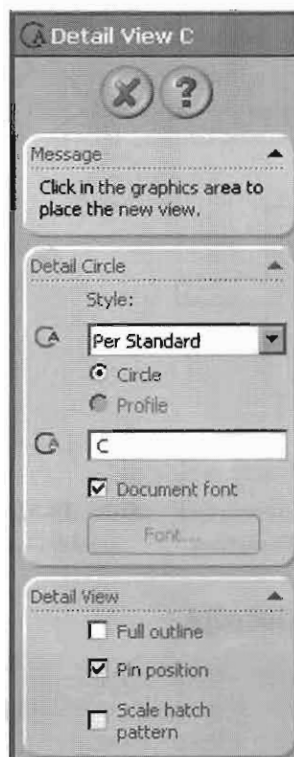 Detail View C
?
Message
Click in the graphics area to
place the new view.
Detail Circle
Style:
Per Standard
Circle
Profile
C
Document font
Font...
Detail View
Full outline
Pin position
Scale hatch
pattern